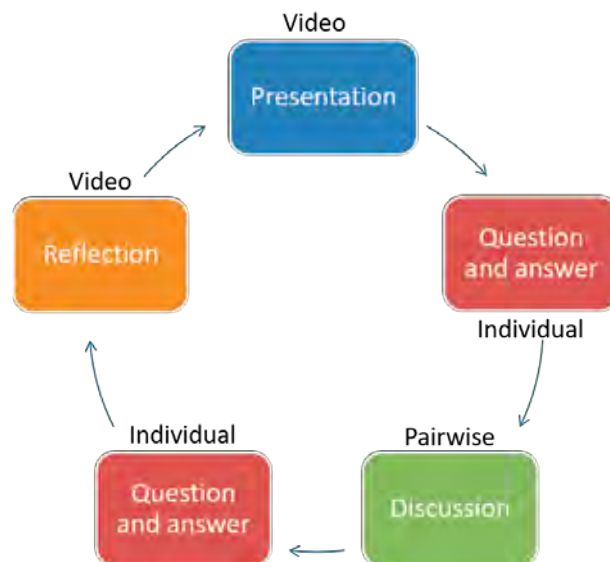 Video
Presentation
Question
and answer
Individual
Pairwise
Discussion
Individual
Question
and answer
Video
Reflection